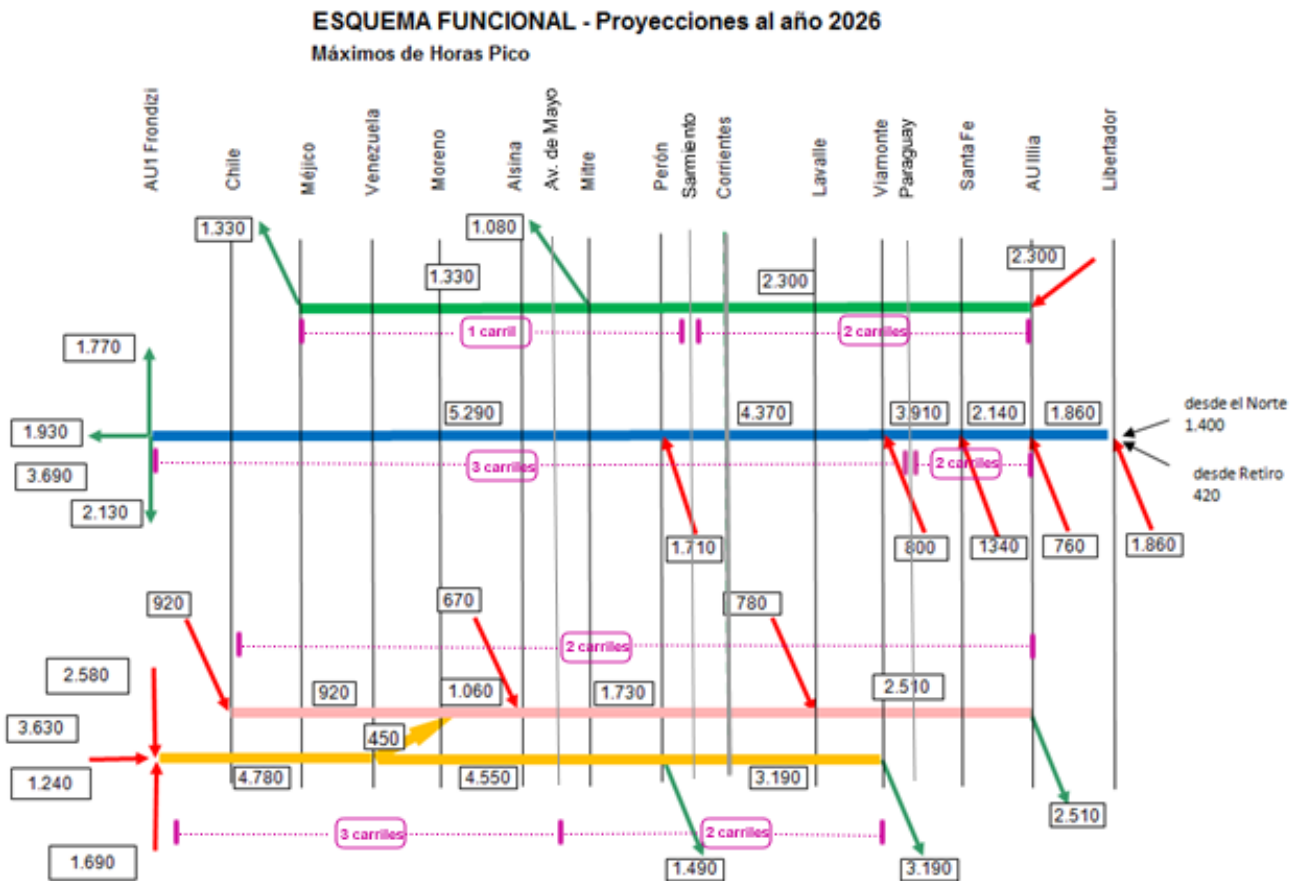 ESQUEMA FUNCIONAL - Proyecciones al año 2026
Máximos de Horas Pico
AU1 Frondizi
Chile
Méjico
Venezuela
Moreno
Alsina
Av. de Mayo
Mitre
Perón
Sarmiento
Corrientes
Lavalle
Viamonte
Paraguay
Santa Fe
AU Illia
Libertador
1.330
1.080
1.330
2.300
2.300
1 carril
2 carriles
1.770
5.290
4.370
3.910
2.140
1.860
desde el Norte
1.400
1.930
3.690
3 carriles
2 carriles
desde Retiro
420
2.130
1.710
800
1340
760
1.860
920
670
780
2 carriles
2.580
920
1.060
1.730
2.510
3.630
450
1.240
4.780
4.550
3.190
2.510
3 carriles
2 carriles
1.690
1.490
3.190